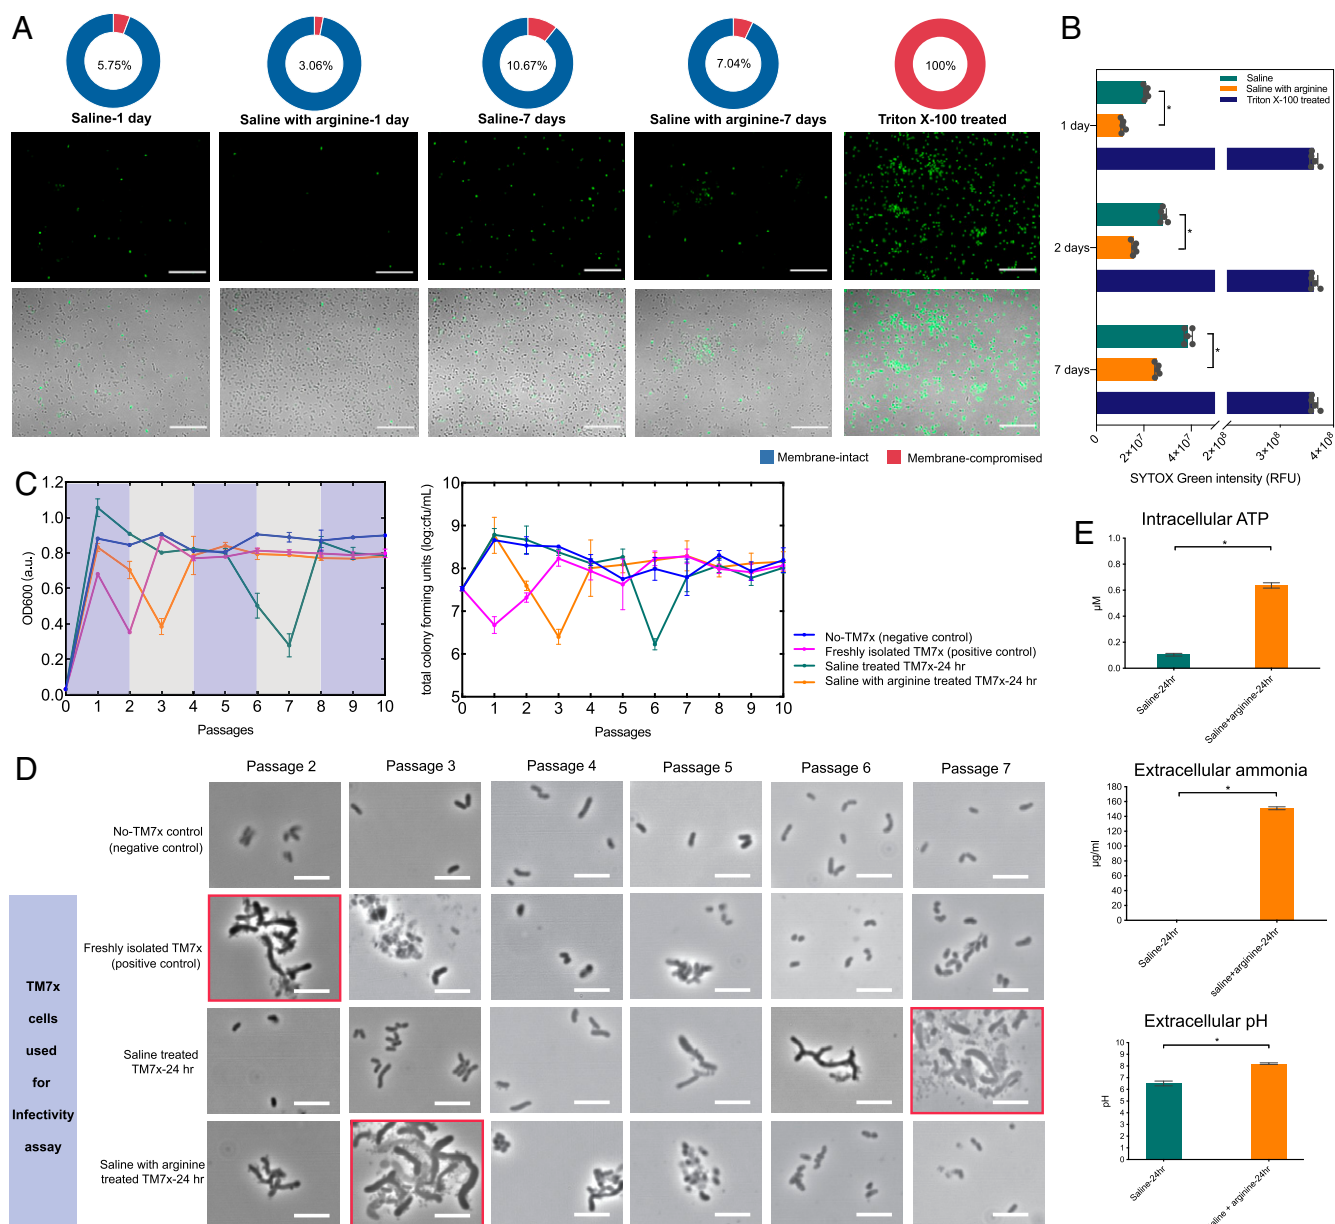 A
5.75%
3.06%
10.67%
7.04%
100%
Saline-1 day
Saline with arginine-1 day
Saline-7 days
Saline with arginine-7 days
Triton X-100 treated
Membrane-intact
Membrane-compromised
B
Saline
Saline with arginine
Triton X-100 treated
1 day
*
2 days
*
7 days
*
0
2×10⁷
4×10⁷
2×10⁸
3×10⁸
4×10⁸
SYTOX Green intensity (RFU)
C
OD600 (a.u.)
1.2
1.0
0.8
0.6
0.4
0.2
0.0
0 1 2 3 4 5 6 7 8 9 10
Passages
total colony forming units (log:cfu/mL)
10
9
8
7
6
5
0 1 2 3 4 5 6 7 8 9 10
Passages
No-TM7x (negative control)
Freshly isolated TM7x (positive control)
Saline treated TM7x-24 hr
Saline with arginine treated TM7x-24 hr
D
Passage 2
Passage 3
Passage 4
Passage 5
Passage 6
Passage 7
No-TM7x control
(negative control)
Freshly isolated TM7x
(positive control)
Saline treated
TM7x-24 hr
Saline with arginine
treated TM7x-24 hr
TM7x
cells
used
for
Infectivity
assay
E
Intracellular ATP
*
µM
1.0
0.8
0.6
0.4
0.2
0.0
Saline-24hr
Saline+arginine-24hr
Extracellular ammonia
*
µg/ml
180
160
140
120
100
80
60
40
20
0
Saline-24hr
saline+arginine-24hr
Extracellular pH
*
pH
10
9
8
7
6
5
4
3
2
1
0
Saline-24hr
saline + arginine-24hr